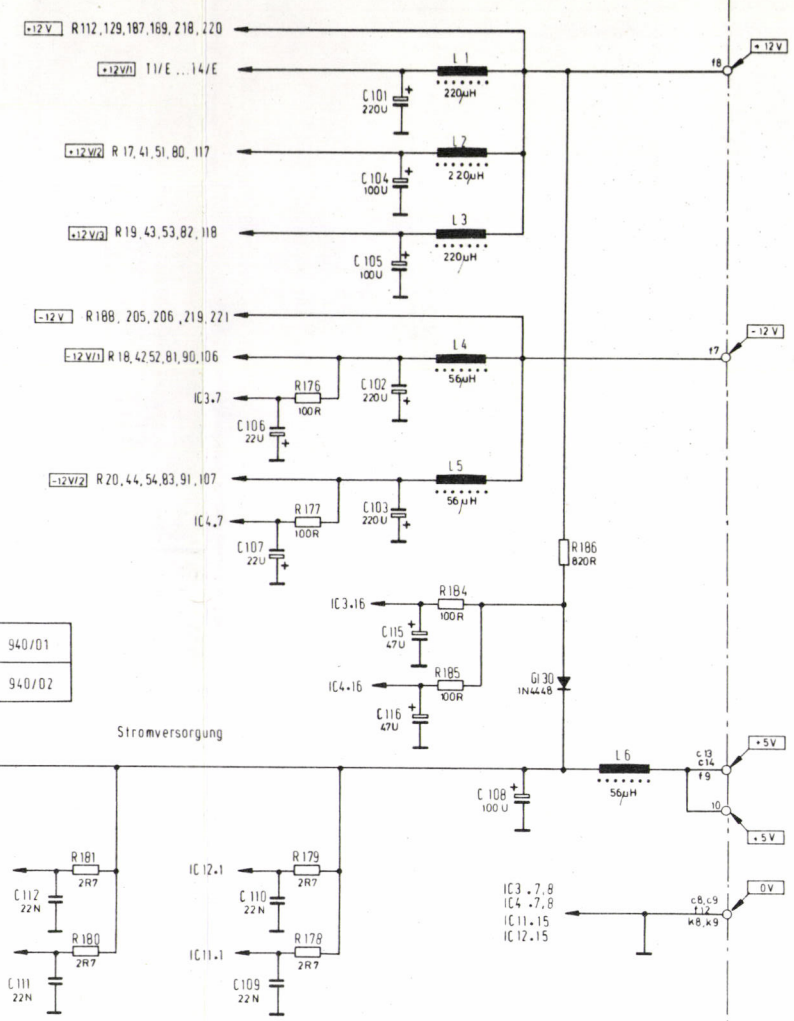 +12V R112,129,187,169,218,220
f8
+12V
+12V/1 T1/E ...14/E
L1
220µH
C101
220U
+
+12V/2 R 17,41,51,80,117
L2
220µH
C104
100U
+
+12V/3 R19,43,53,82,118
L3
220µH
C105
100U
+
-12V R188, 205,206,219,221
-12V
f7
-12V/1 R18,42,52,81,90,106
L4
56µH
R176
100R
C102
220U
+
IC3.7
C106
22U
+
-12V/2 R20,44,54,83,91,107
L5
56µH
R177
100R
C103
220U
+
IC4.7
C107
22U
+
R186
820R
IC3.16
R184
100R
C115
47U
+
940/01
940/02
IC4.16
R185
100R
C116
47U
+
G130
1N4448
Stromversorgung
L6
56µH
c13
c14
f9
+5V
C108
100U
+
10
+5V
R181
2R7
C112
22N
IC12.1
R179
2R7
C110
22N
R180
2R7
C111
22N
IC11.1
R178
2R7
C109
22N
IC3.7,8
IC4.7,8
IC11.15
IC12.15
c8,c9
f12
k8,k9
0V